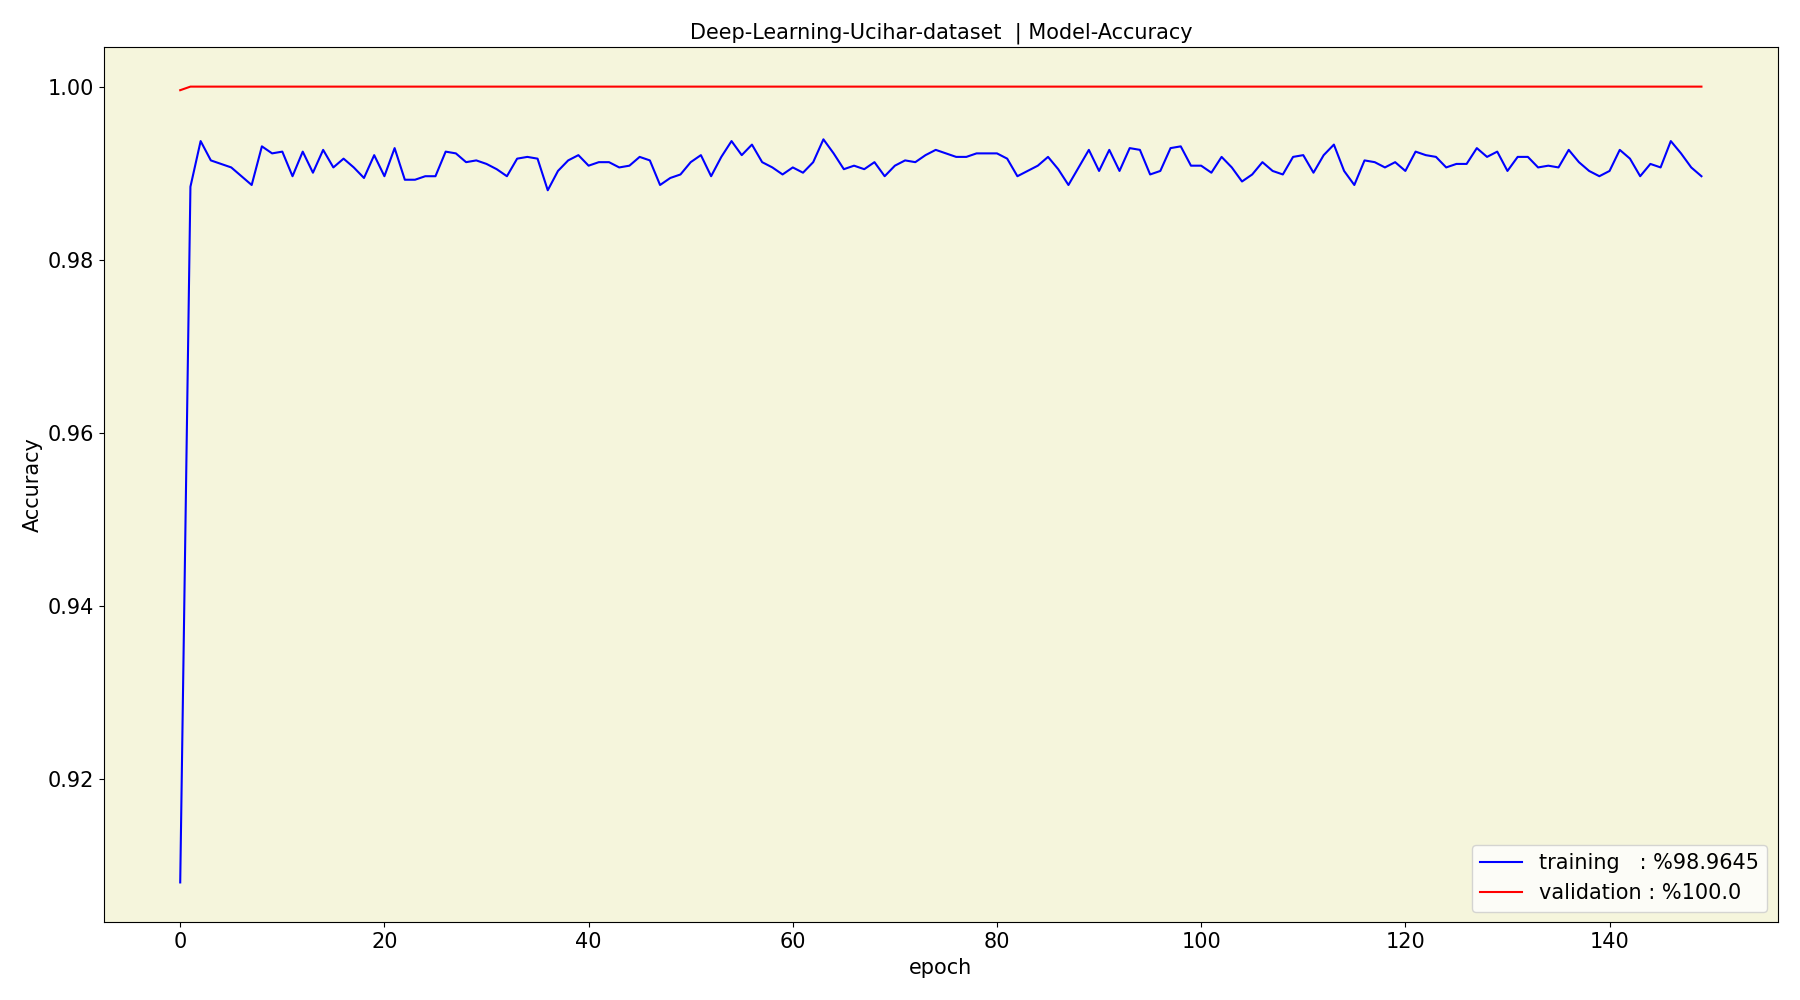 Deep-Learning-Ucihar-dataset  | Model-Accuracy
Accuracy
1.00
0.98
0.96
0.94
0.92
training   : %98.9645
validation : %100.0
0 20 40 60 80 100 120 140
epoch